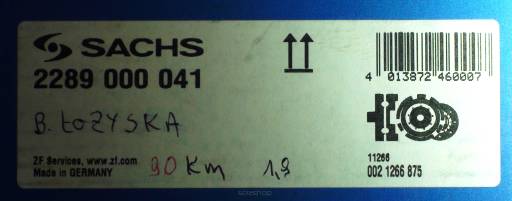 SACHS
2289 000 041
4 013872 460007
B. ŁOŻYSKA
11266
002 1266 875
ZF Services, www.zf.com
Made in GERMANY
90 KM 1,9